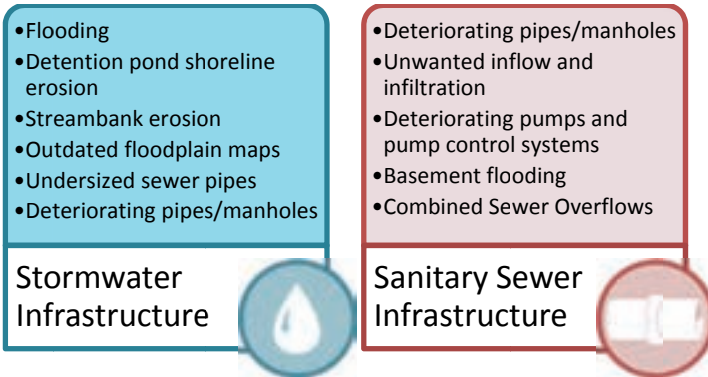 •Flooding
•Detention pond shoreline
erosion
•Streambank erosion
•Outdated floodplain maps
•Undersized sewer pipes
•Deteriorating pipes/manholes
Stormwater
Infrastructure
•Deteriorating pipes/manholes
•Unwanted inflow and
infiltration
•Deteriorating pumps and
pump control systems
•Basement flooding
•Combined Sewer Overflows
Sanitary Sewer
Infrastructure